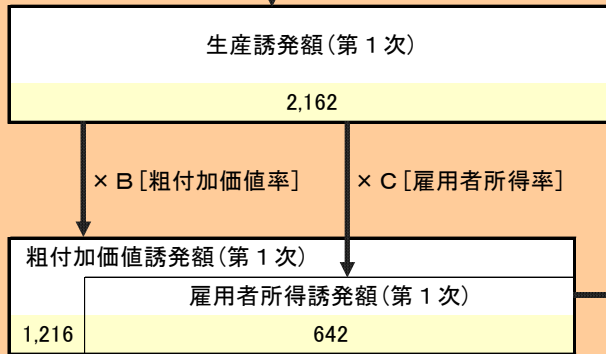 生産誘発額(第１次)
2,162
×Ｂ[粗付加価値率]
×Ｃ[雇用者所得率]
粗付加価値誘発額(第１次)
雇用者所得誘発額(第１次)
1,216
642